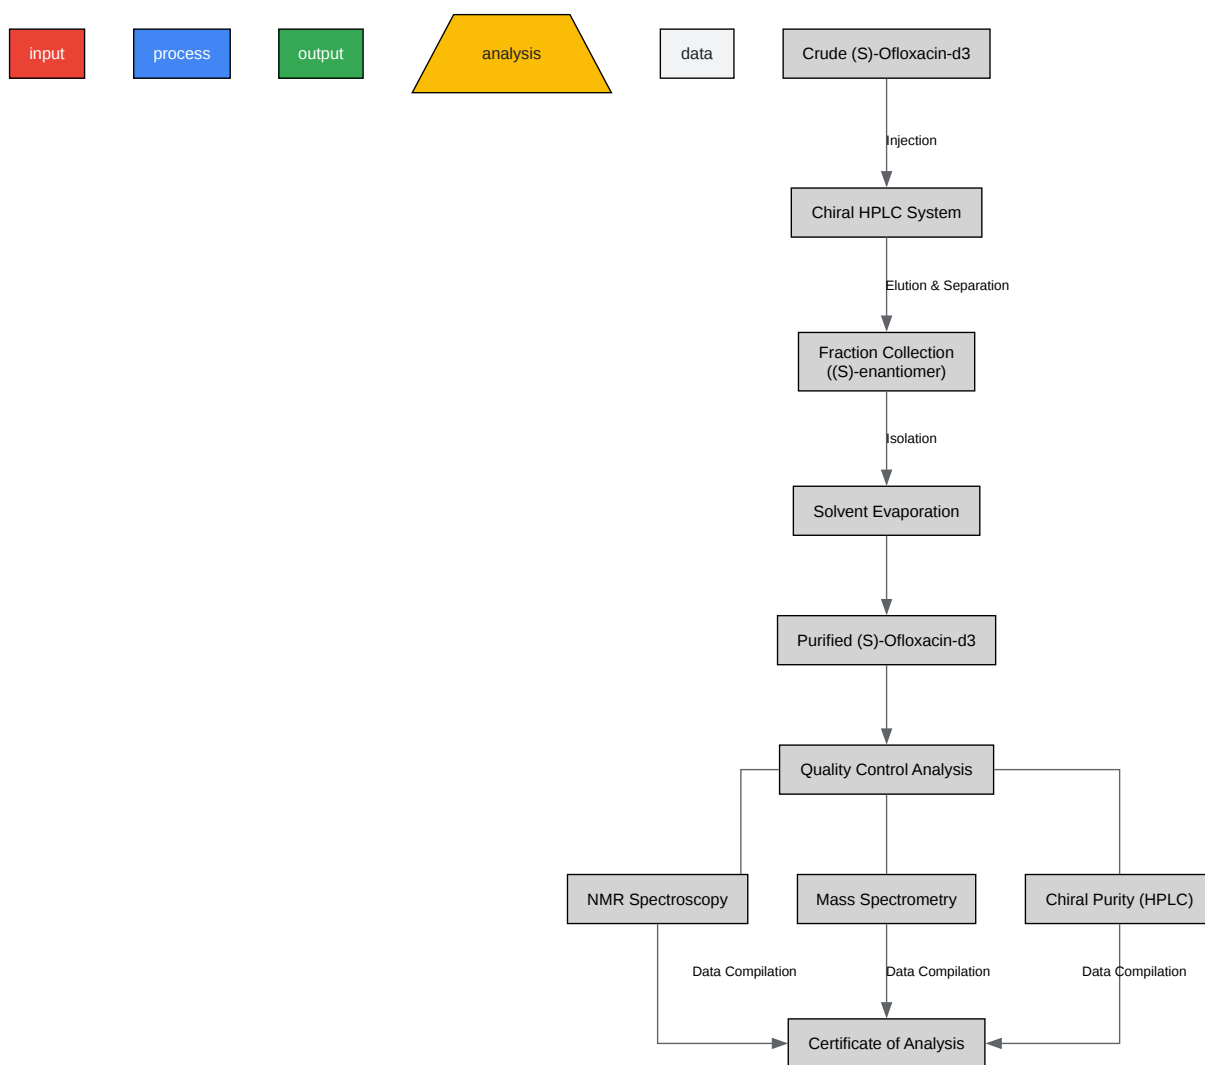 input
process
output
analysis
data
Crude (S)-Ofloxacin-d3
Injection
Chiral HPLC System
Elution & Separation
Fraction Collection
((S)-enantiomer)
Isolation
Solvent Evaporation
Purified (S)-Ofloxacin-d3
Quality Control Analysis
NMR Spectroscopy
Mass Spectrometry
Chiral Purity (HPLC)
Data Compilation
Data Compilation
Data Compilation
Certificate of Analysis